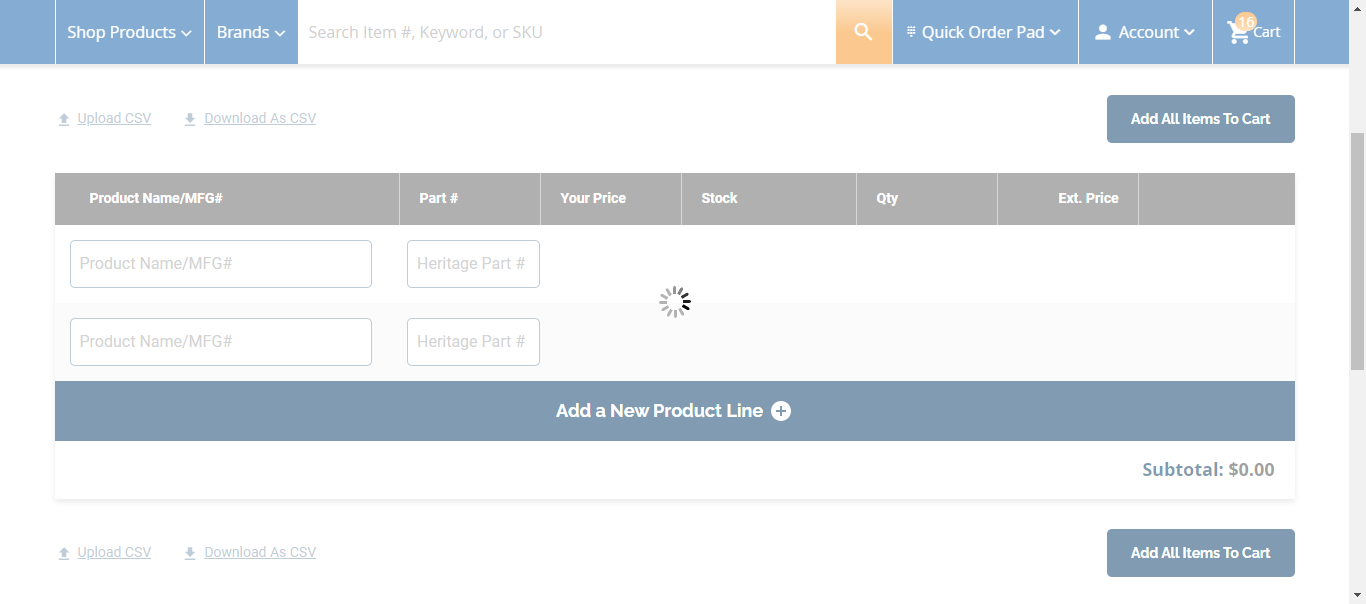 Shop Products Brands Search Item #, Keyword, or SKU Quick Order Pad Account 16 Cart
Upload CSV Download As CSV Add All Items To Cart
Product Name/MFG# Part # Your Price Stock Qty Ext. Price
Product Name/MFG# Heritage Part #
Product Name/MFG# Heritage Part #
Add a New Product Line
Subtotal: $0.00
Upload CSV Download As CSV Add All Items To Cart